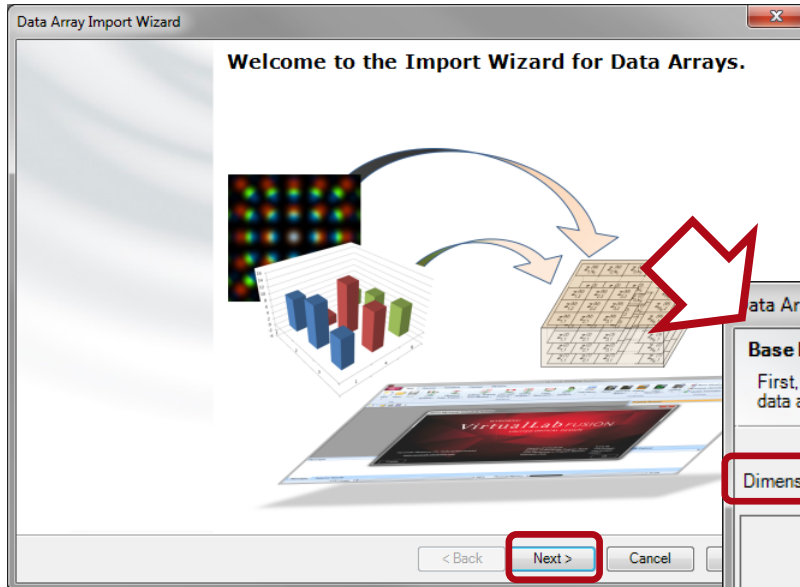 Data Array Import Wizard
Welcome to the Import Wizard for Data Arrays.
VirtualLab FUSION
< Back
Next >
Cancel
ata Ar
Base
First,
data a
Dimens